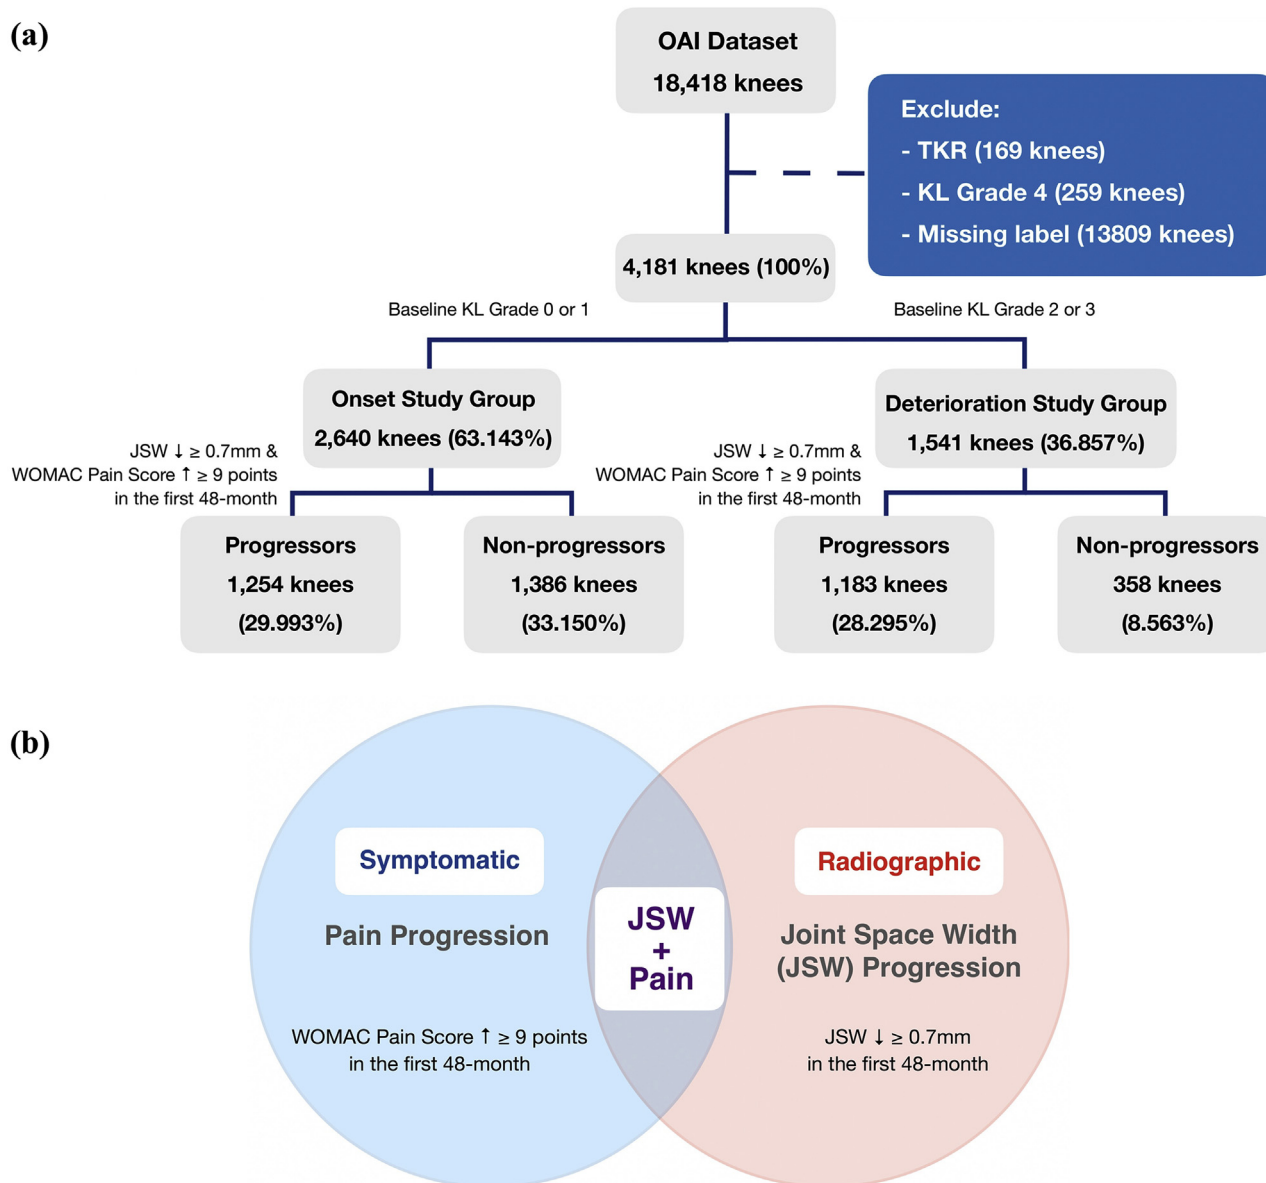 (a)
OAI Dataset
18,418 knees
Exclude:
- TKR (169 knees)
- KL Grade 4 (259 knees)
- Missing label (13809 knees)
4,181 knees (100%)
Baseline KL Grade 0 or 1
Baseline KL Grade 2 or 3
Onset Study Group
2,640 knees (63.143%)
Deterioration Study Group
1,541 knees (36.857%)
JSW ↓ ≥ 0.7mm &
WOMAC Pain Score ↑ ≥ 9 points
in the first 48-month
JSW ↓ ≥ 0.7mm &
WOMAC Pain Score ↑ ≥ 9 points
in the first 48-month
Progressors
1,254 knees
(29.993%)
Non-progressors
1,386 knees
(33.150%)
Progressors
1,183 knees
(28.295%)
Non-progressors
358 knees
(8.563%)
(b)
Symptomatic
Pain Progression
WOMAC Pain Score ↑ ≥ 9 points
in the first 48-month
JSW
+
Pain
Radiographic
Joint Space Width
(JSW) Progression
JSW ↓ ≥ 0.7mm
in the first 48-month